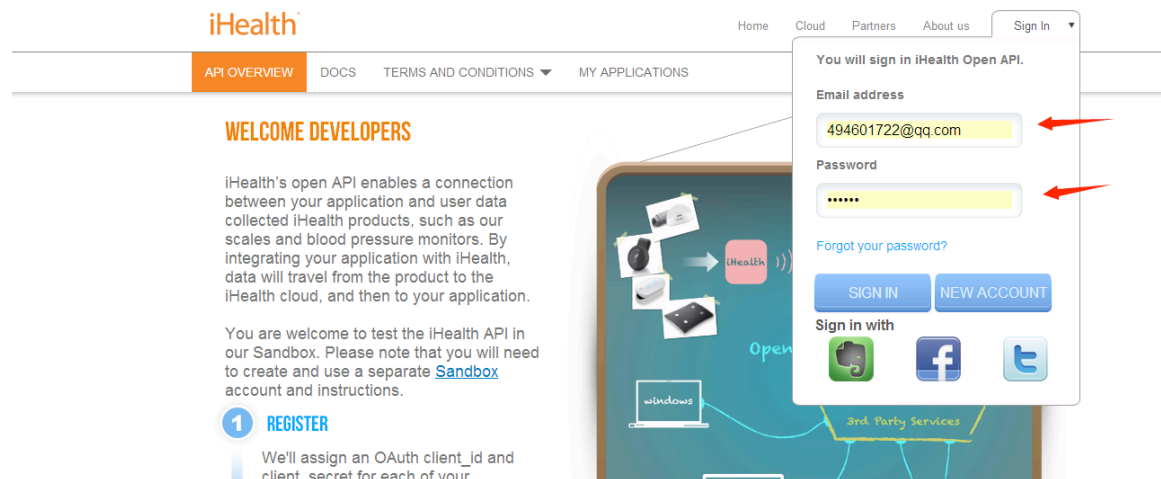 iHealth
Home Cloud Partners About us Sign In
API OVERVIEW DOCS TERMS AND CONDITIONS MY APPLICATIONS
You will sign in iHealth Open API.
Email address
494601722@qq.com
Password
••••••
Forgot your password?
SIGN IN NEW ACCOUNT
Sign in with
WELCOME DEVELOPERS
iHealth's open API enables a connection
between your application and user data
collected iHealth products, such as our
scales and blood pressure monitors. By
integrating your application with iHealth,
data will travel from the product to the
iHealth cloud, and then to your application.
You are welcome to test the iHealth API in
our Sandbox. Please note that you will need
to create and use a separate Sandbox
account and instructions.
1 REGISTER
We'll assign an OAuth client_id and
client_secret for each of your
iHealth
Open
windows
3rd Party Services